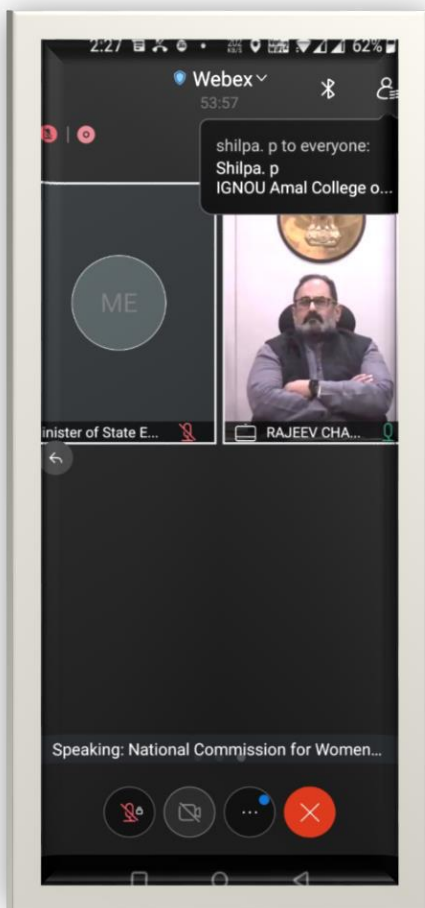 2:27 62%
Webex
53:57
shilpa. p to everyone:
Shilpa. p
IGNOU Amal College o...
ME
inister of State E...
RAJEEV CHA...
Speaking: National Commission for Women...